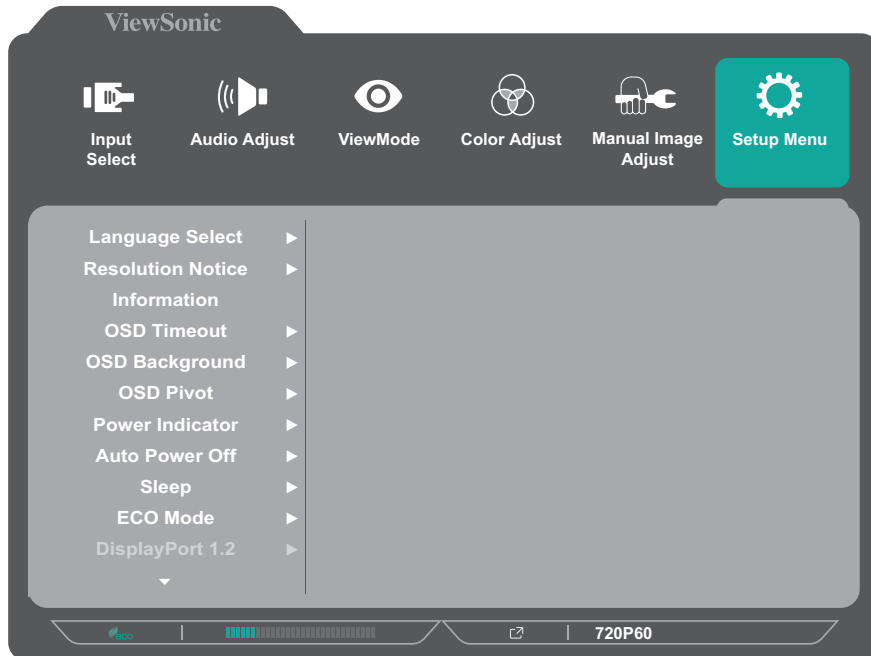 ViewSonic
Input
Select
Audio Adjust
ViewMode
Color Adjust
Manual Image
Adjust
Setup Menu
Language Select
Resolution Notice
Information
OSD Timeout
OSD Background
OSD Pivot
Power Indicator
Auto Power Off
Sleep
ECO Mode
DisplayPort 1.2
eco
720P60